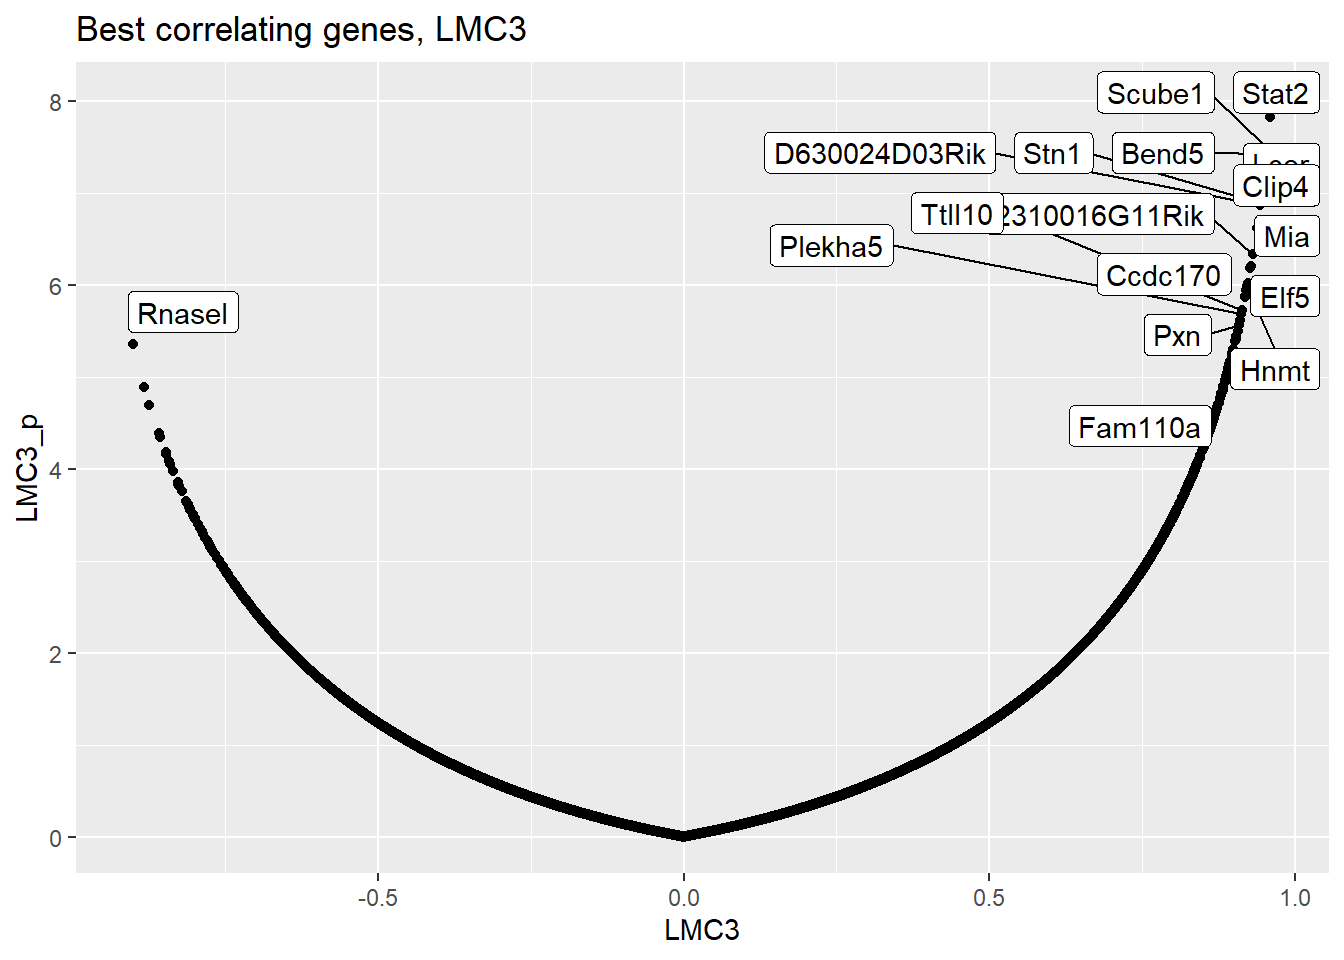 Best correlating genes, LMC3
Scube1
Stat2
D630024D03Rik
Stn1
Bend5
Clip4
Ttll10
2310016G11Rik
Mia
Plekha5
Ccdc170
Elf5
Rnasel
Pxn
Hnmt
Fam110a
8
6
4
2
0
LMC3_p
-0.5
0.0
0.5
1.0
LMC3